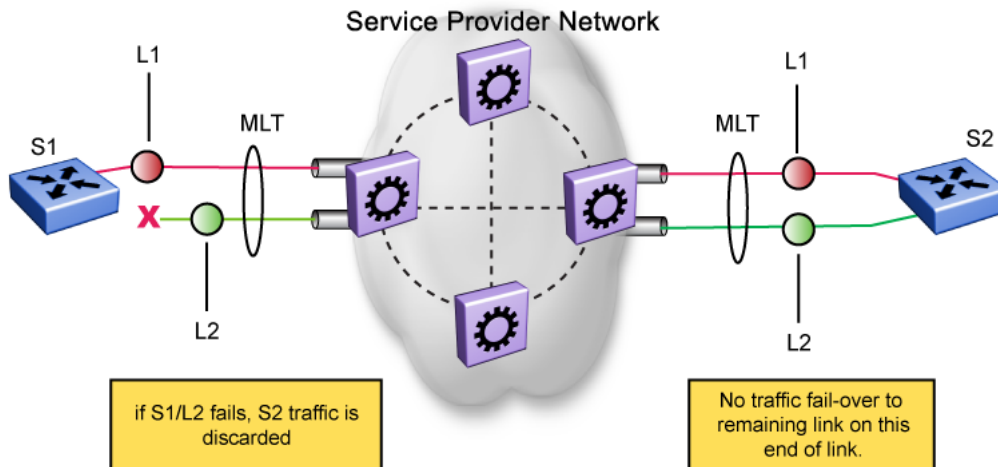 Service Provider Network
L1
L1
MLT
MLT
S1
S2
X
L2
L2
if S1/L2 fails, S2 traffic is
discarded
No traffic fail-over to
remaining link on this
end of link.